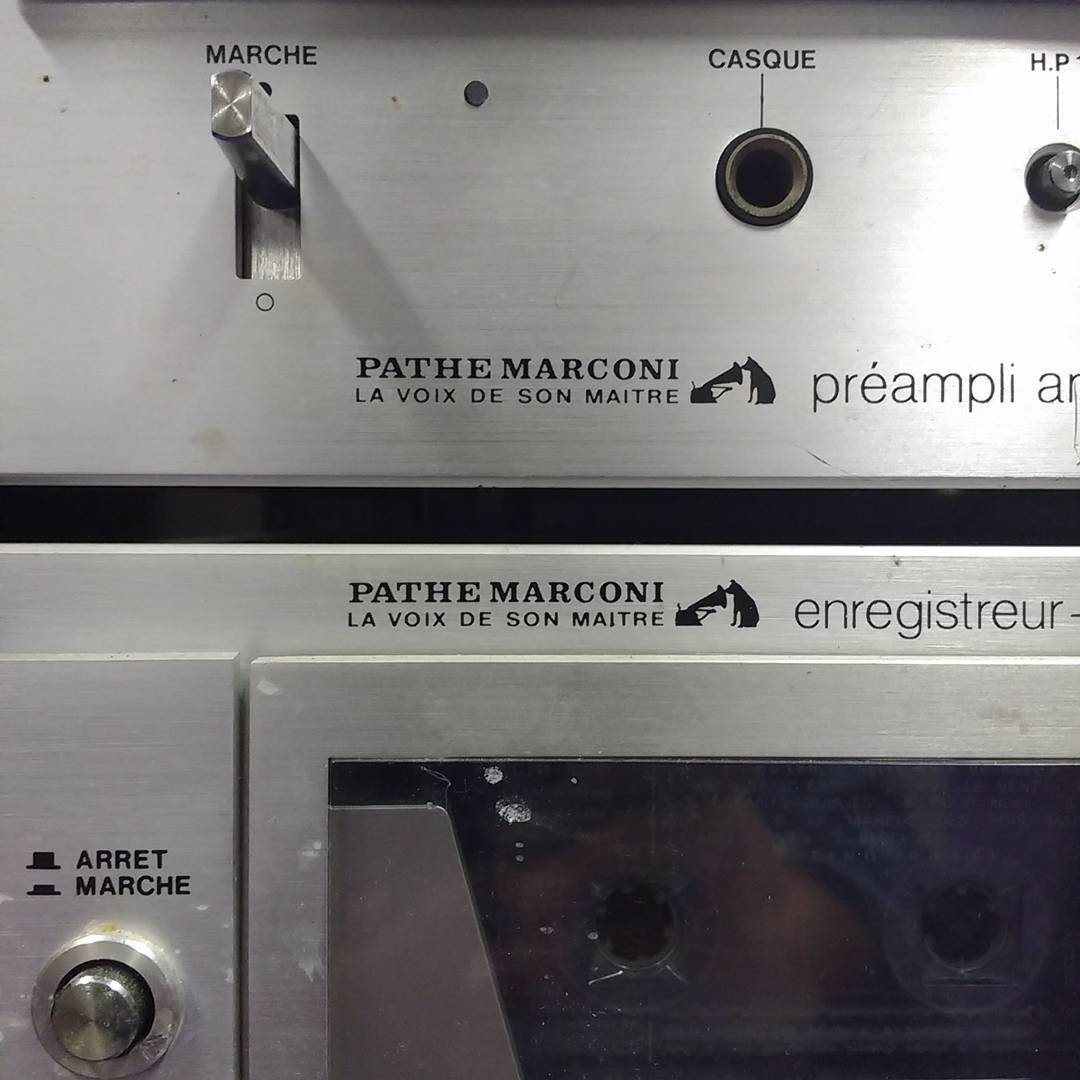 MARCHE
CASQUE
H.P 1
PATHE MARCONI
LA VOIX DE SON MAITRE
préampli
PATHE MARCONI
LA VOIX DE SON MAITRE
enregistreur-
ARRET
MARCHE